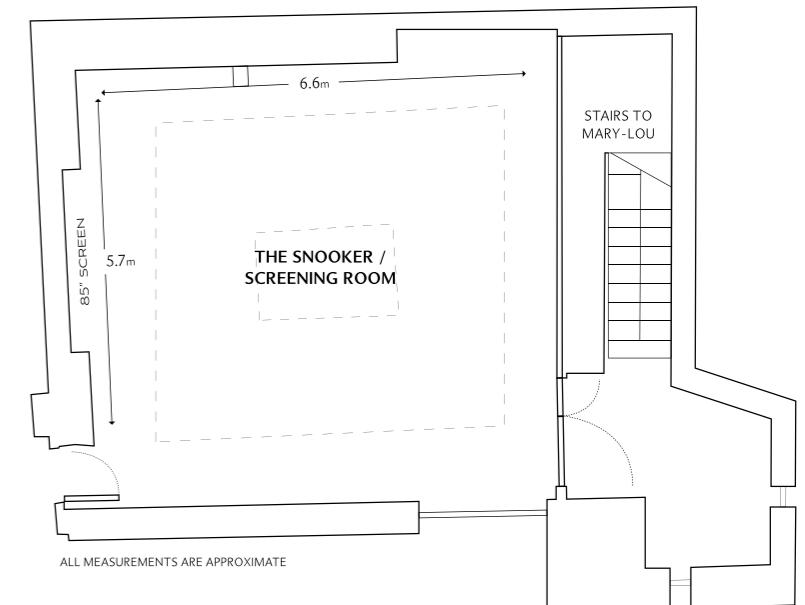 6.6m
STAIRS TO
MARY-LOU
85" SCREEN
5.7m
THE SNOOKER /
SCREENING ROOM
ALL MEASUREMENTS ARE APPROXIMATE